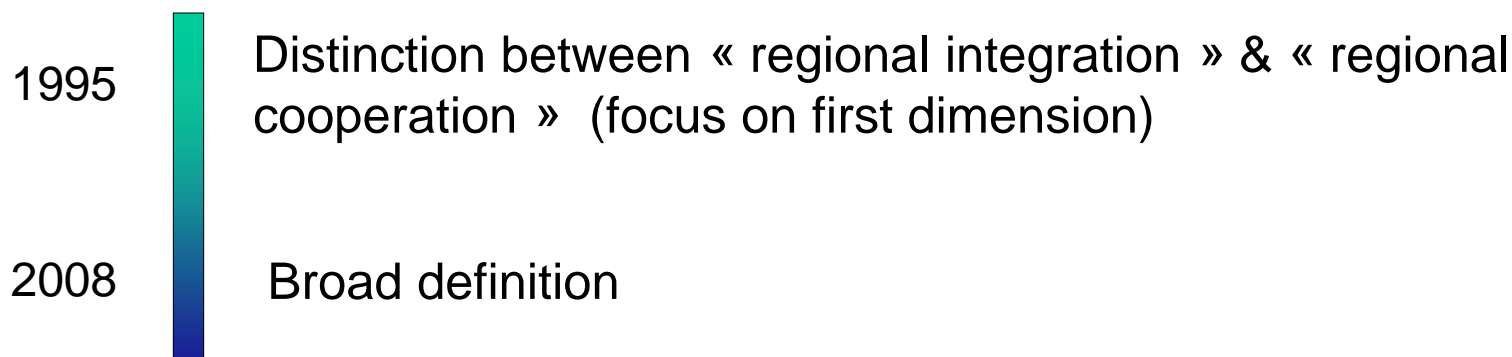 1995
Distinction between « regional integration » & « regional
cooperation » (focus on first dimension)
2008
Broad definition